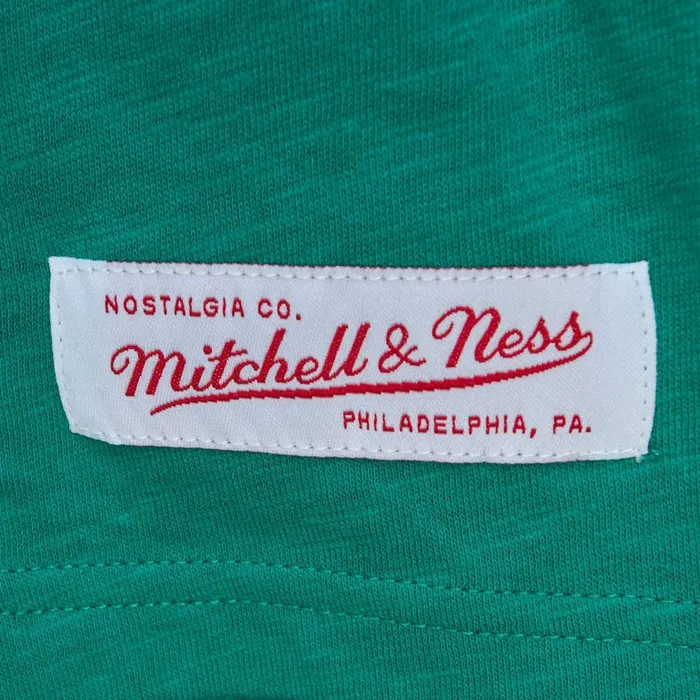 NOSTALGIA CO.
Mitchell & Ness
PHILADELPHIA, PA.